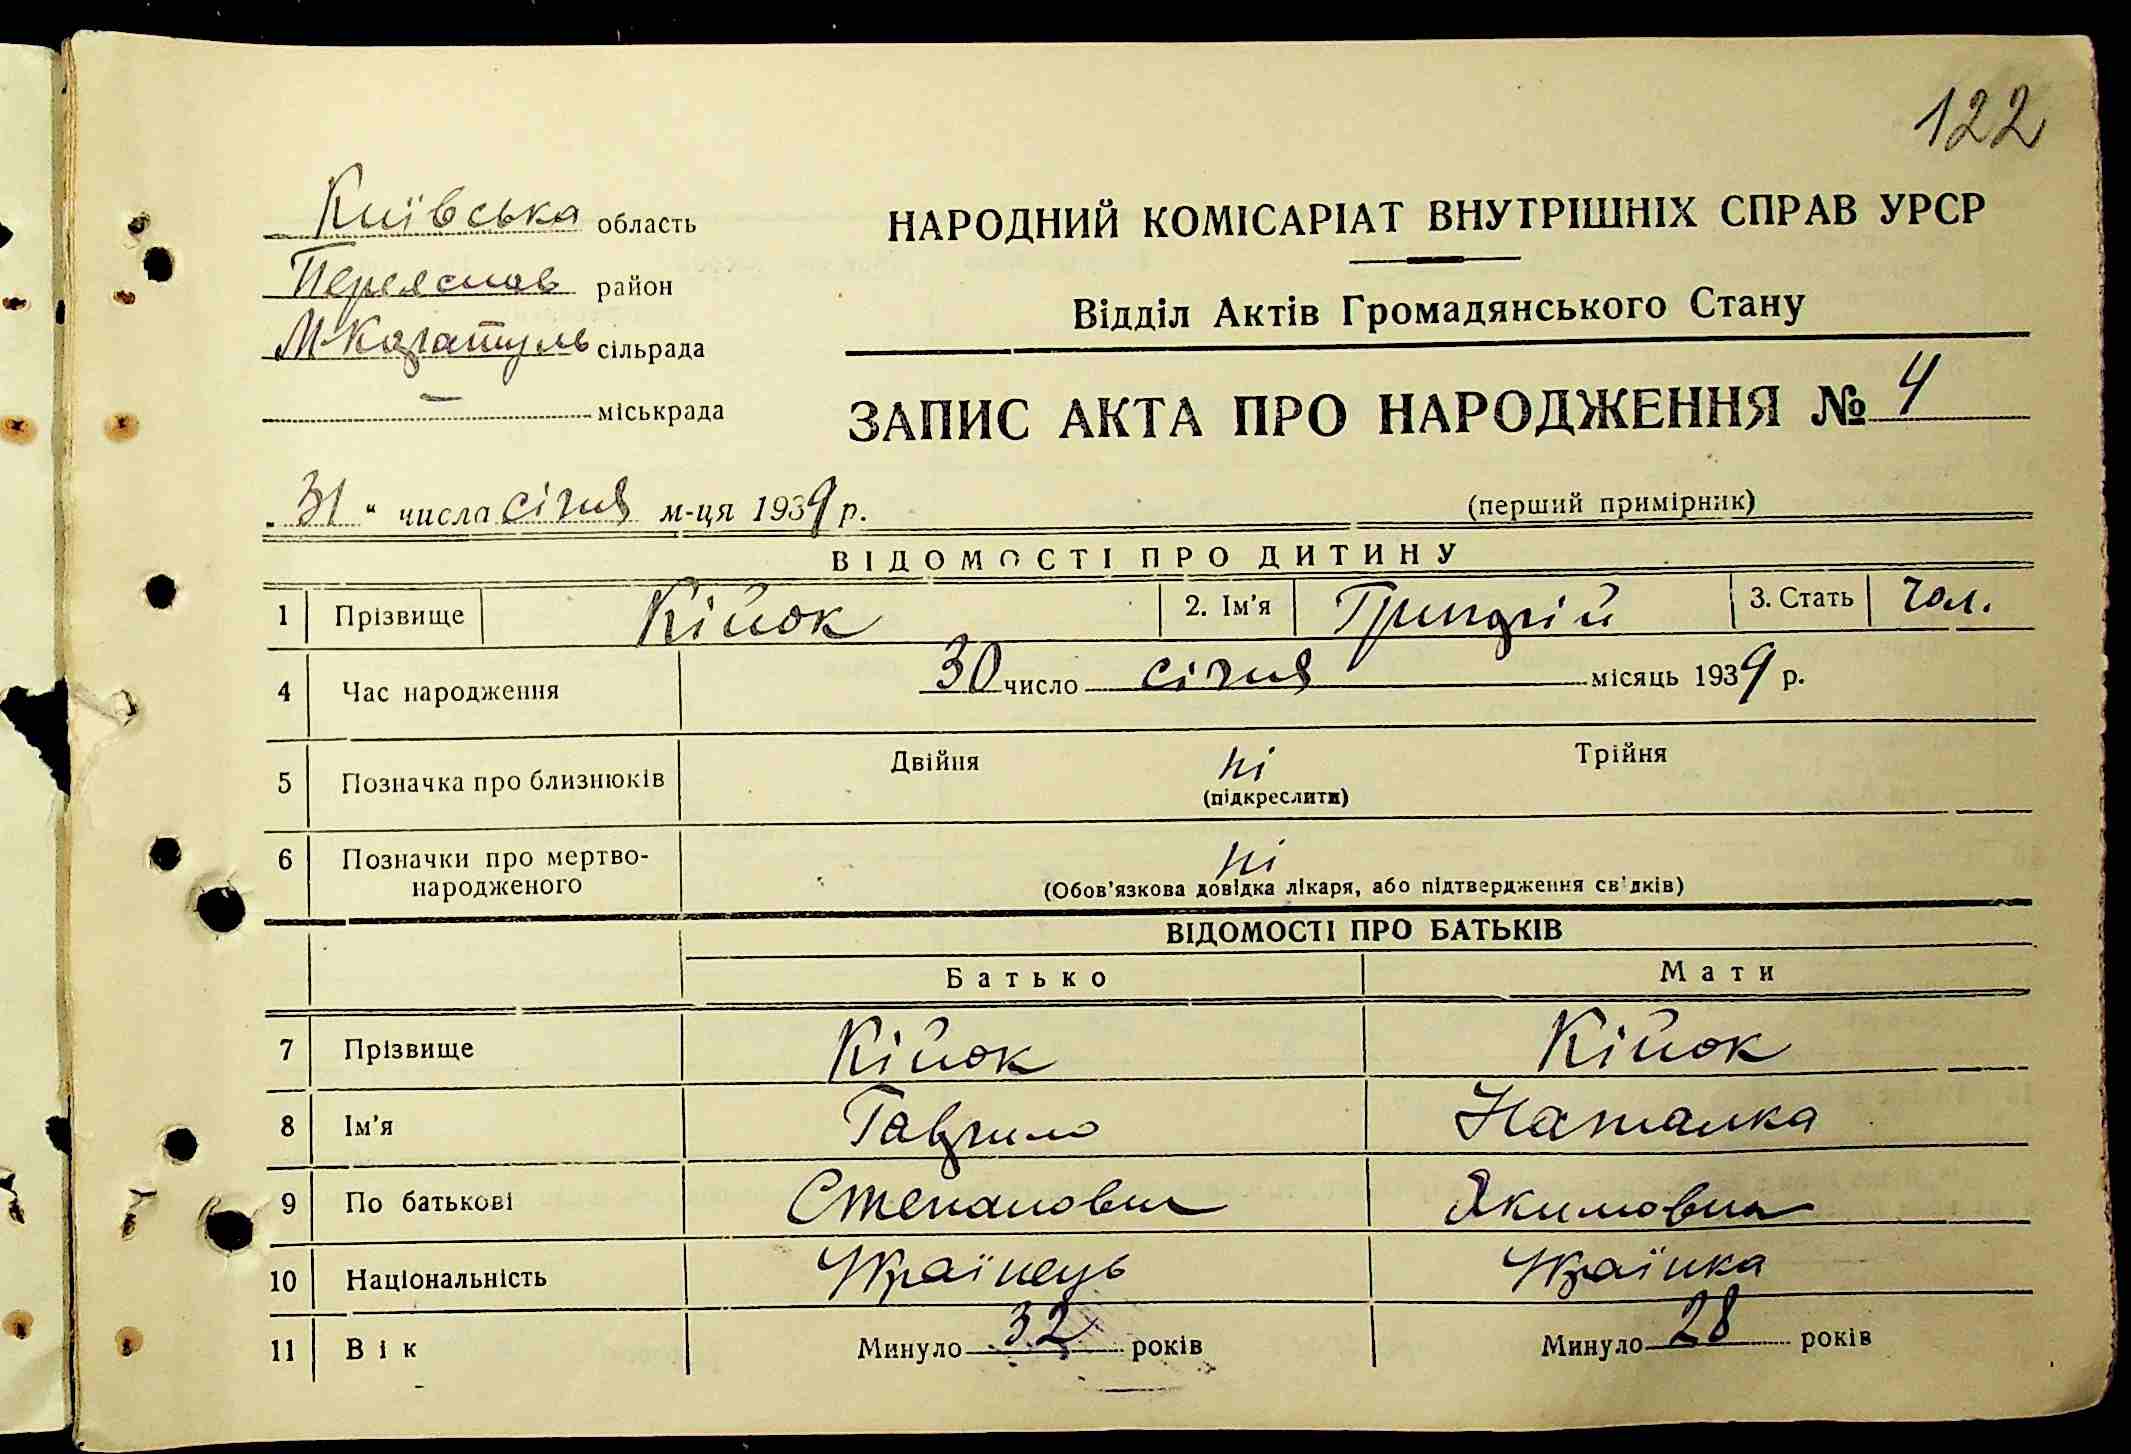 122
Київська область
Переяслав район
М-Каратуль сільрада
— міськрада
НАРОДНИЙ КОМІСАРІАТ ВНУТРІШНІХ СПРАВ УРСР
Відділ Актів Громадянського Стану
ЗАПИС АКТА ПРО НАРОДЖЕННЯ № 4
„31“ числа січня м-ця 1939 р.
(перший примірник)
ВІДОМОСТІ ПРО ДИТИНУ
1 Прізвище Кійок 2. Ім'я Григорій 3. Стать Чол.
4 Час народження 30 число січня місяць 1939 р.
5 Позначка про близнюків Двійня ні Трійня
(підкреслити)
6 Позначки про мертво-
народженого ні
(Обов'язкова довідка лікаря, або підтвердження свідків)
ВІДОМОСТІ ПРО БАТЬКІВ
Батько Мати
7 Прізвище Кійок Кійок
8 Ім'я Гаврило Наталка
9 По батькові Степанович Якимовна
10 Національність Українець Українка
11 Вік Минуло 32 років Минуло 28 років